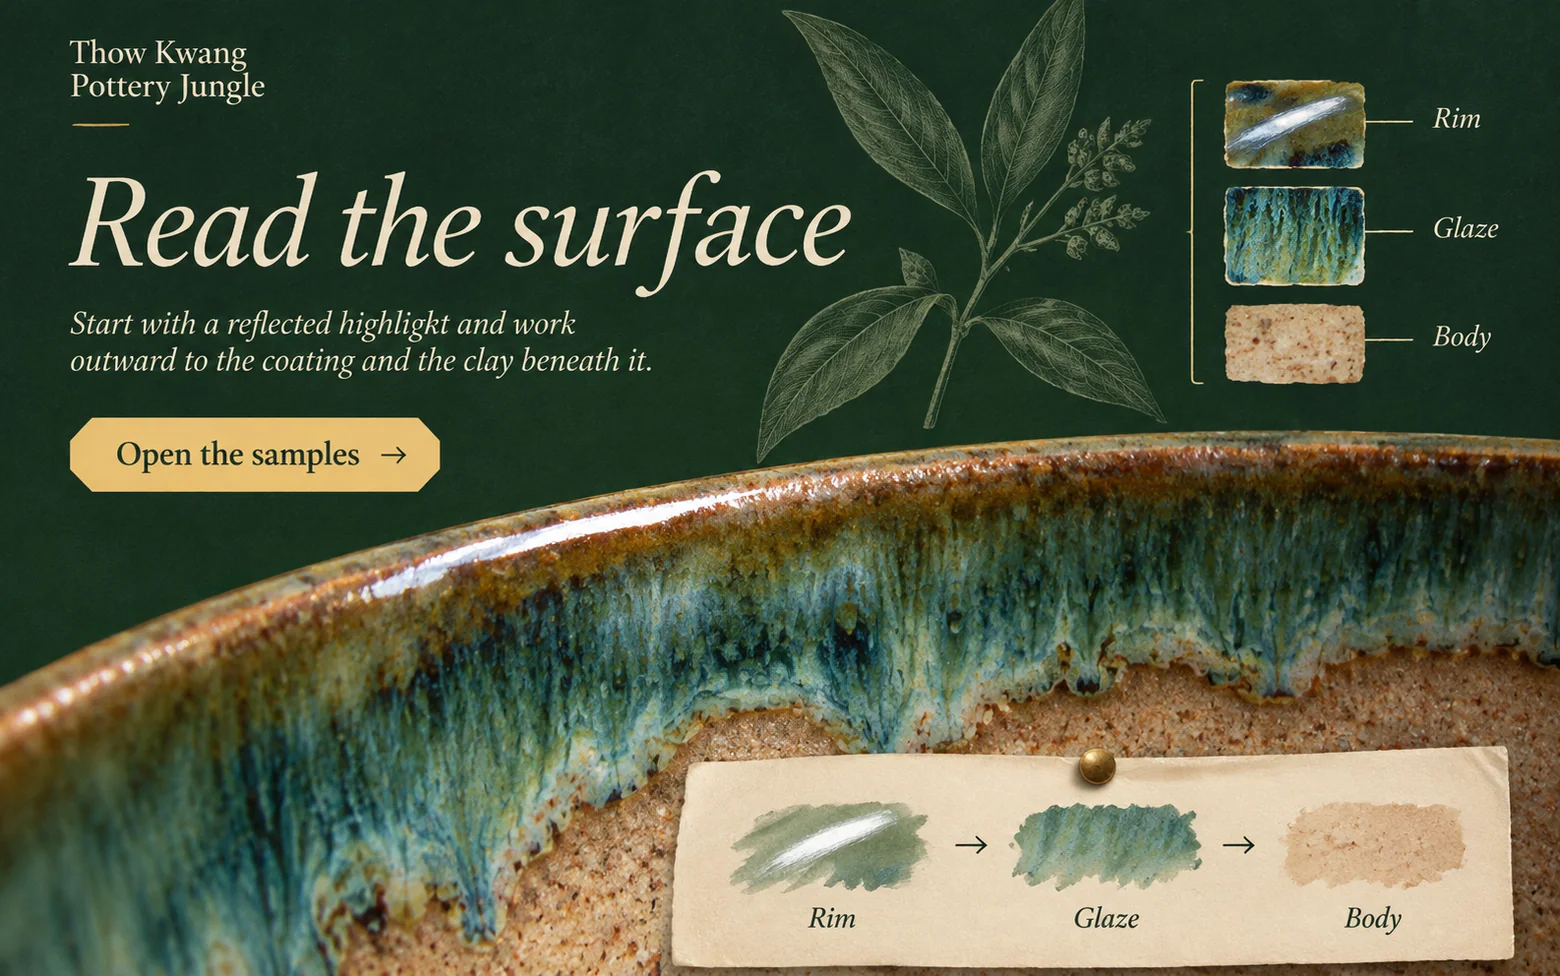 Thow Kwang
Pottery Jungle
Read the surface
Start with a reflected highligkt and work
outward to the coating and the clay beneath it.
Open the samples →
Rim
Glaze
Body
Rim → Glaze → Body